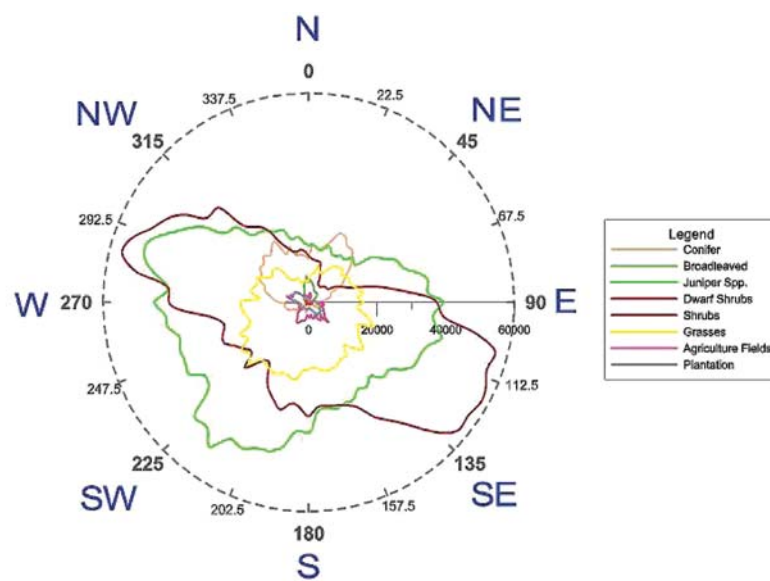 N
0
337.5
22.5
NW
NE
315
45
292.5
67.5
W
270
0
20000
40000
60000
90
E
247.5
112.5
225
135
SW
SE
202.5
157.5
180
S
Legend
Conifer
Broadleaved
Juniper Spp.
Dwarf Shrubs
Shrubs
Grasses
Agriculture Fields
Plantation